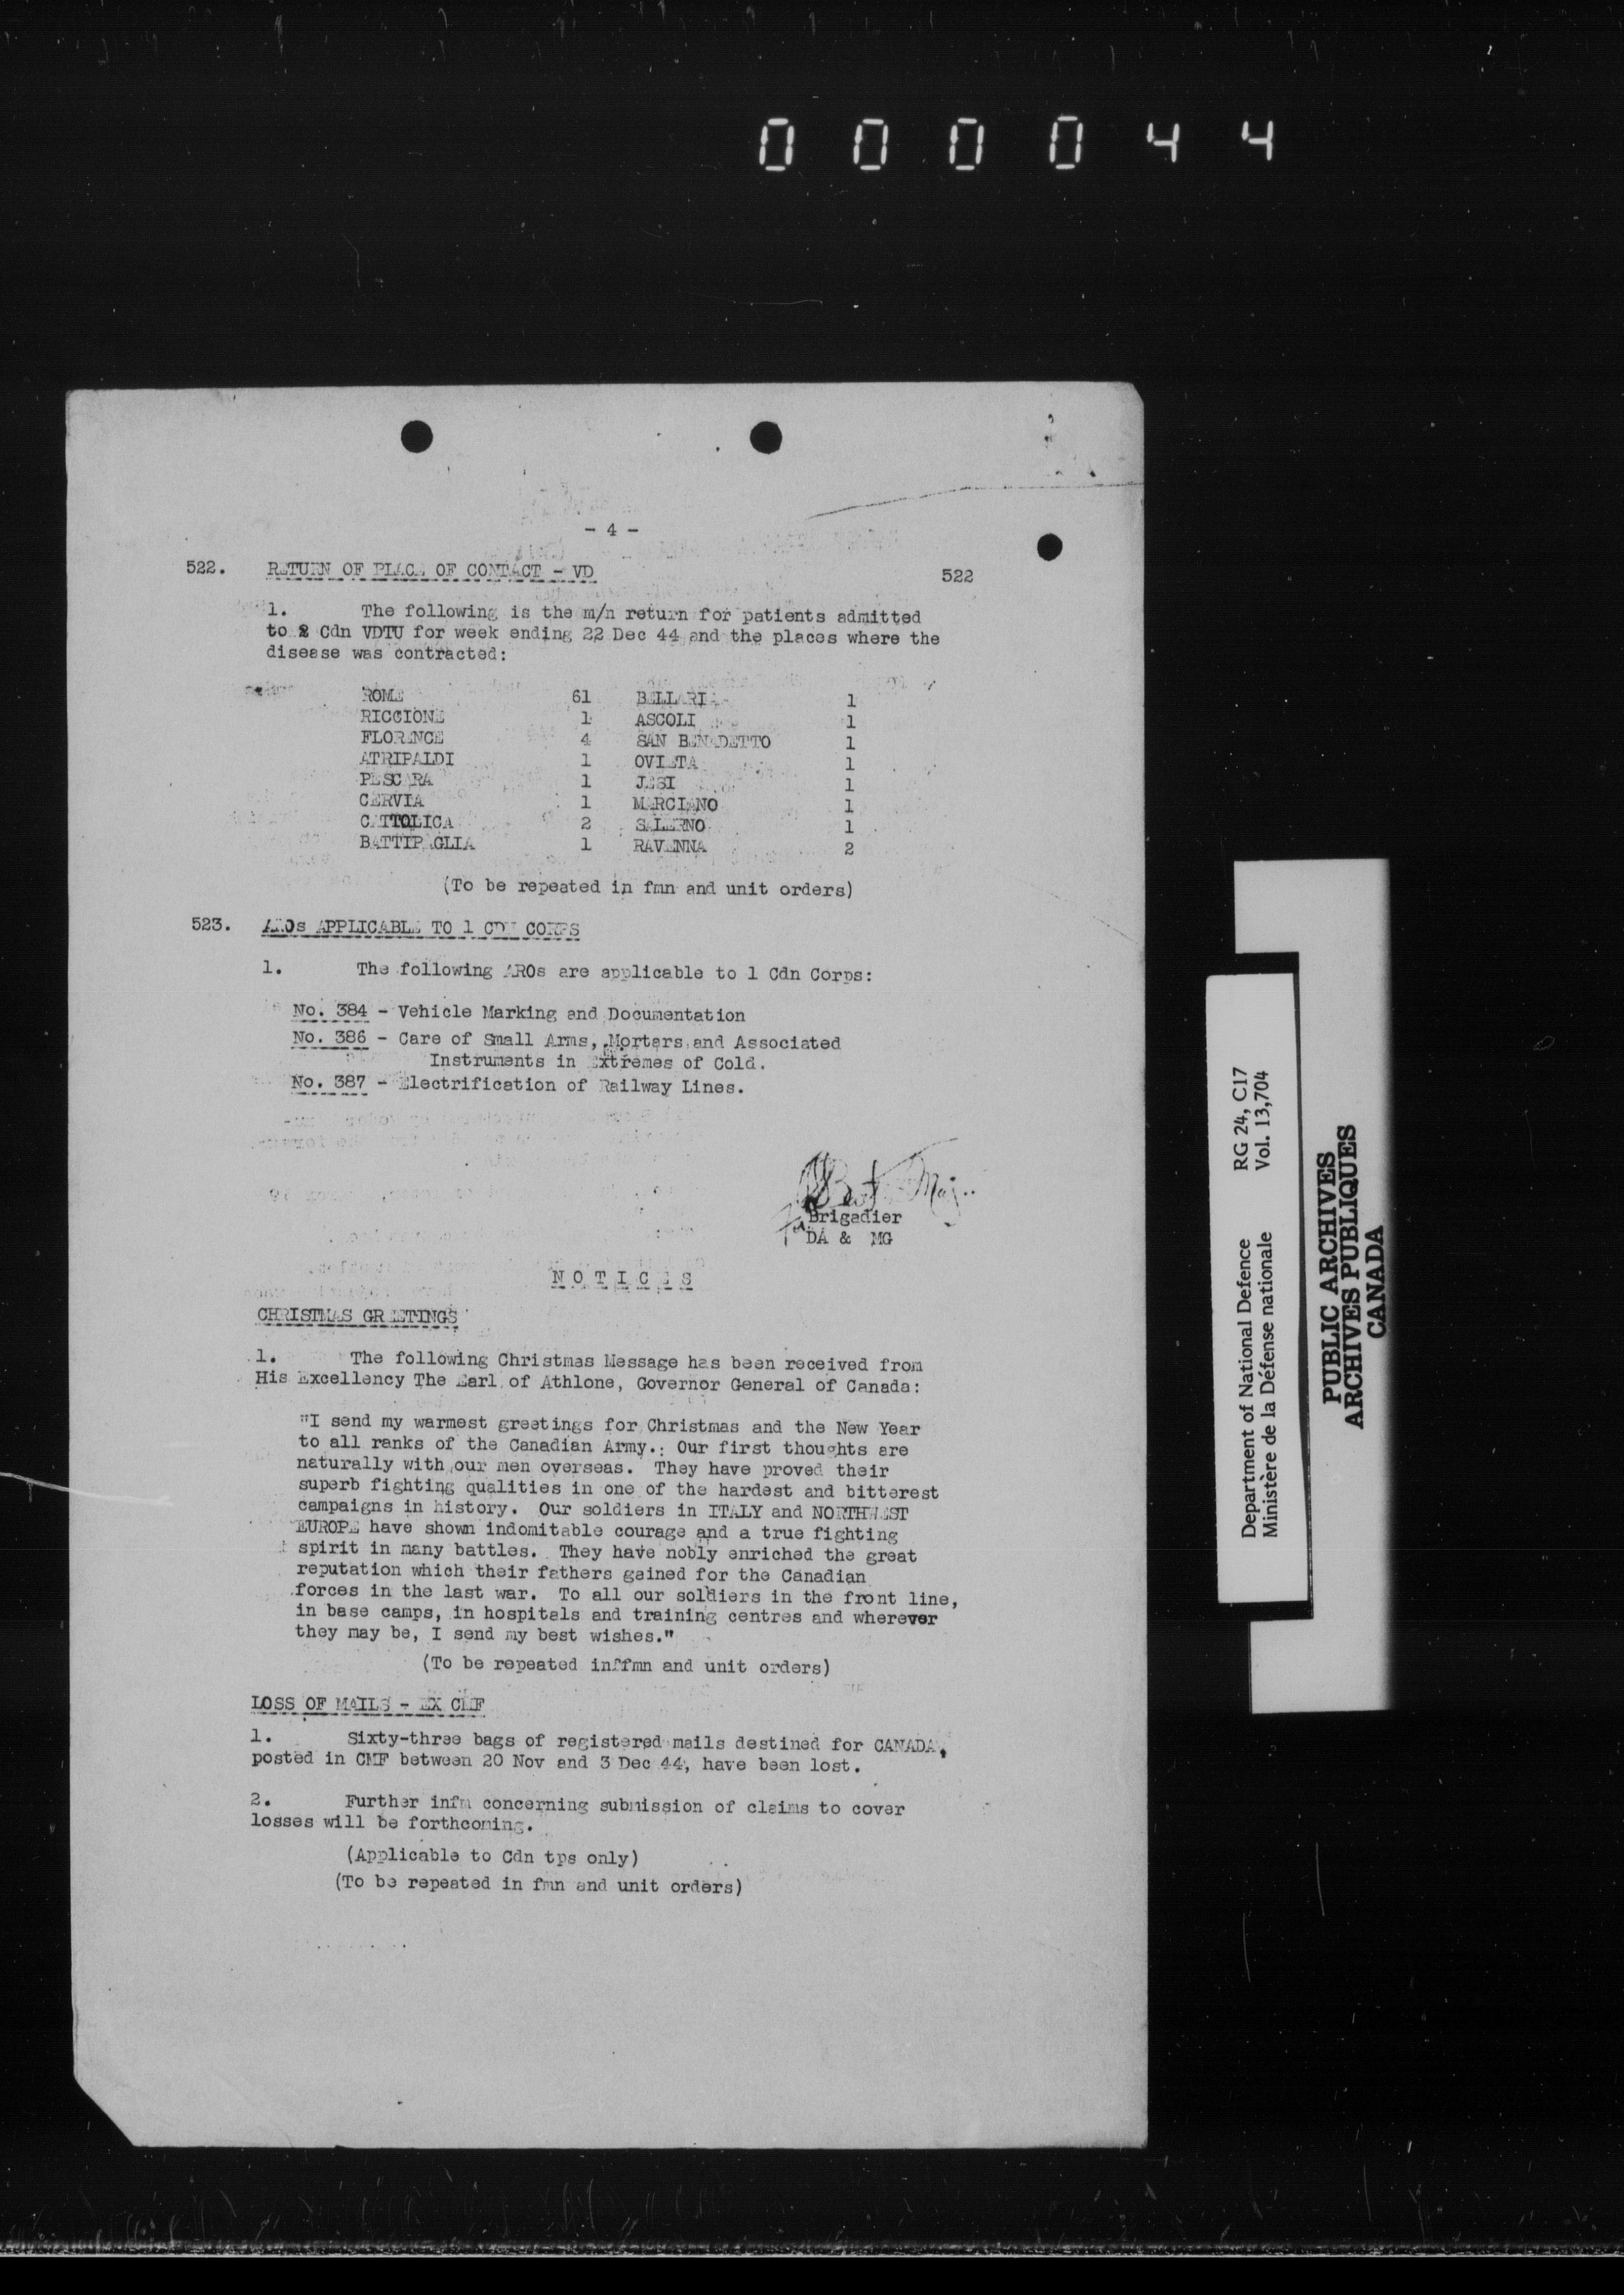 000044
- 4 -
522. RETURN OF PLACE OF CONTACT - VD 522
1. The following is the m/n return for patients admitted
to 2 Cdn VDTU for week ending 22 Dec 44 and the places where the
disease was contracted:
ROME 61 BELLARIA 1
RICCIONE 1 ASCOLI 1
FLORENCE 4 SAN BENADETTO 1
ATRIPALDI 1 OVIETA 1
PESCARA 1 JESI 1
CERVIA 1 MARCIANO 1
CATTOLICA 2 SALERNO 1
BATTIPAGLIA 1 RAVENNA 2
(To be repeated in fmn and unit orders)
523. AROs APPLICABLE TO 1 CDN CORPS
1. The following AROs are applicable to 1 Cdn Corps:
No. 384 - Vehicle Marking and Documentation
No. 386 - Care of Small Arms, Mortars and Associated
Instruments in Extremes of Cold.
No. 387 - Electrification of Railway Lines.
Maj.
Brigadier
DA & MG
NOTICES
CHRISTMAS GREETINGS
1. The following Christmas Message has been received from
His Excellency The Earl of Athlone, Governor General of Canada:
"I send my warmest greetings for Christmas and the New Year
to all ranks of the Canadian Army. Our first thoughts are
naturally with our men overseas. They have proved their
superb fighting qualities in one of the hardest and bitterest
campaigns in history. Our soldiers in ITALY and NORTHWEST
EUROPE have shown indomitable courage and a true fighting
spirit in many battles. They have nobly enriched the great
reputation which their fathers gained for the Canadian
forces in the last war. To all our soldiers in the front line,
in base camps, in hospitals and training centres and wherever
they may be, I send my best wishes."
(To be repeated inffmn and unit orders)
LOSS OF MAILS - EX CMF
1. Sixty-three bags of registered mails destined for CANADA,
posted in CMF between 20 Nov and 3 Dec 44, have been lost.
2. Further infm concerning submission of claims to cover
losses will be forthcoming.
(Applicable to Cdn tps only)
(To be repeated in fmn and unit orders)
Department of National Defence RG 24, C17
Ministère de la Défense nationale Vol. 13,704
PUBLIC ARCHIVES
ARCHIVES PUBLIQUES
CANADA